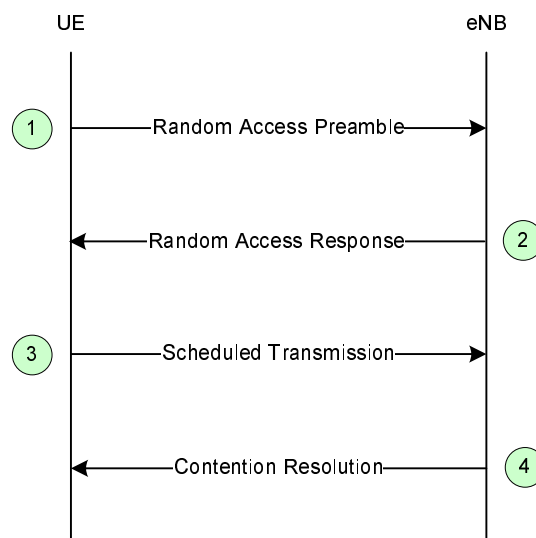 UE
eNB
1
Random Access Preamble
Random Access Response
2
3
Scheduled Transmission
Contention Resolution
4